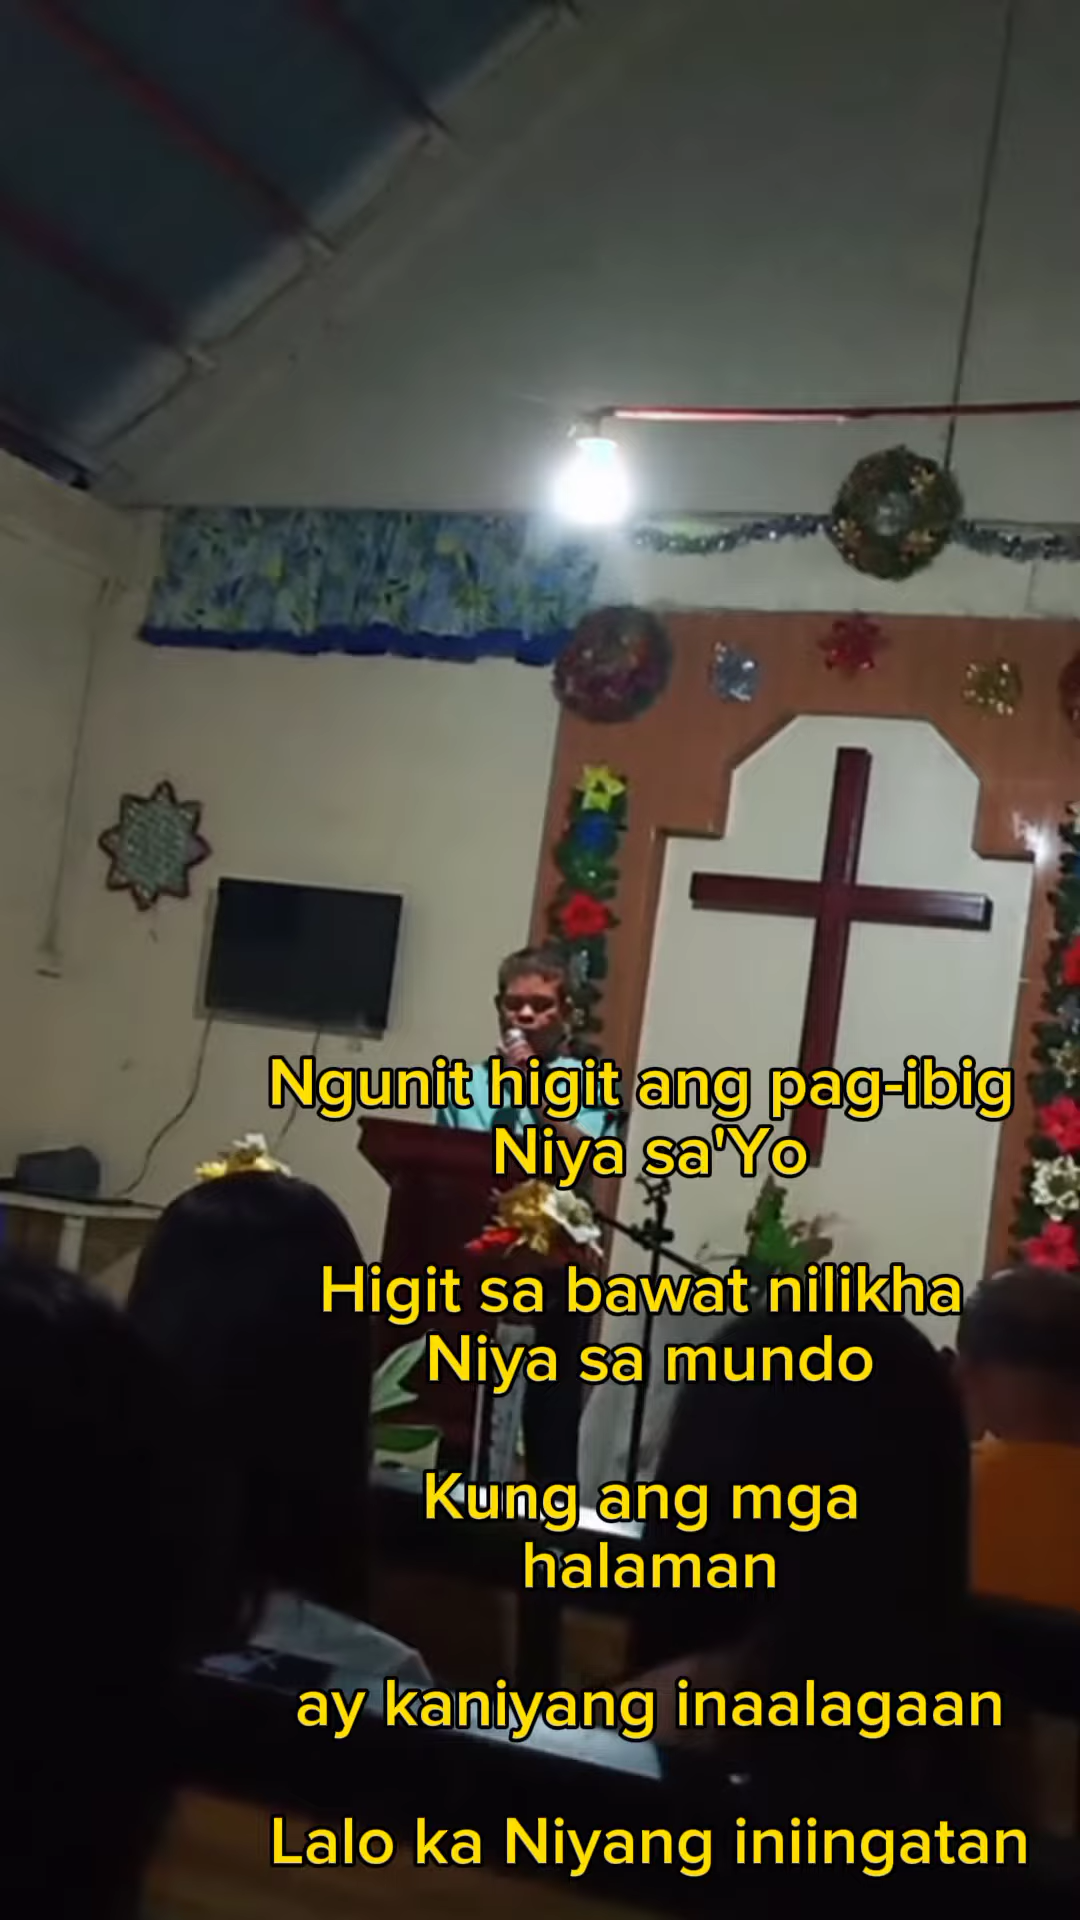 Ngunit higit ang pag-ibig
Niya sa'Yo
Higit sa bawat nilikha
Niya sa mundo
Kung ang mga
halaman
ay kaniyang inaalagaan
Lalo ka Niyang iniingatan